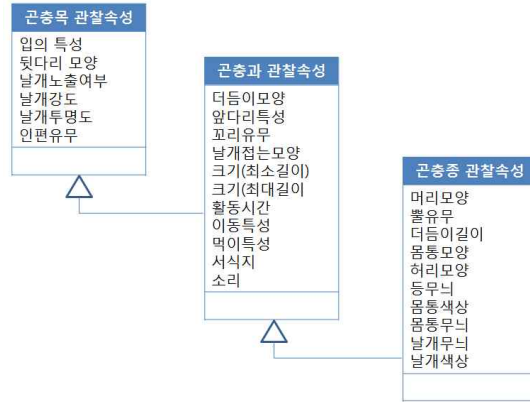 곤충목 관찰속성
입의 특성
뒷다리 모양
날개노출여부
날개강도
날개투명도
인편유무
곤충과 관찰속성
더듬이모양
앞다리특성
꼬리유무
날개접는모양
크기(최소길이)
크기(최대길이
활동시간
이동특성
먹이특성
서식지
소리
곤충종 관찰속성
머리모양
뿔유무
더듬이길이
몸통모양
허리모양
등무늬
몸통색상
몸통무늬
날개무늬
날개색상